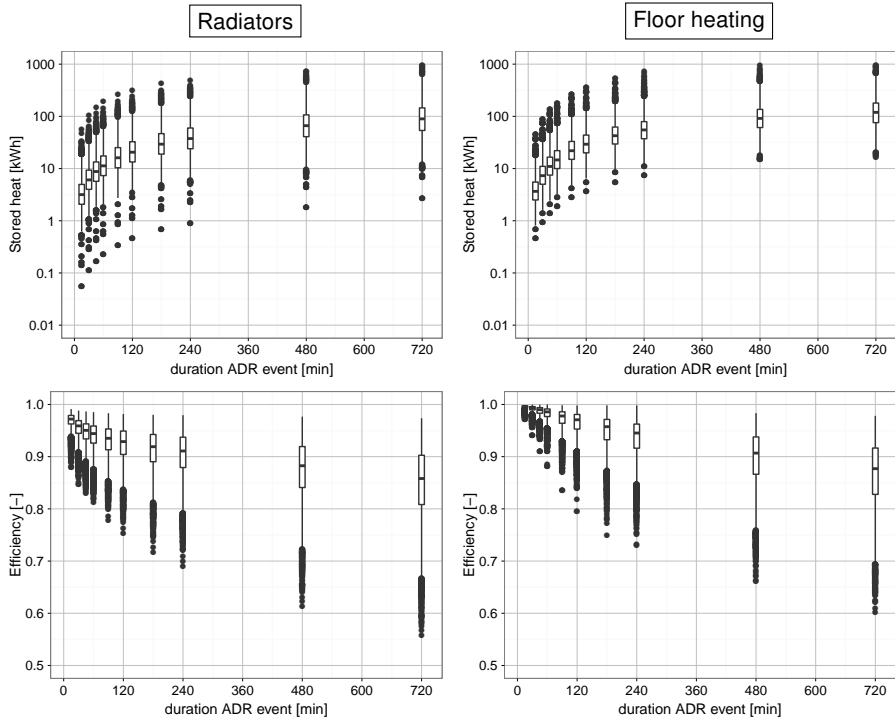 Radiators
Floor heating
Stored heat [kWh]
1000
100
10
1
0.1
0.01
0 120 240 360 480 600 720
duration ADR event [min]
Stored heat [kWh]
1000
100
10
1
0.1
0.01
0 120 240 360 480 600 720
duration ADR event [min]
Efficiency [−]
1.0
0.9
0.8
0.7
0.6
0.5
0 120 240 360 480 600 720
duration ADR event [min]
Efficiency [−]
1.0
0.9
0.8
0.7
0.6
0.5
0 120 240 360 480 600 720
duration ADR event [min]